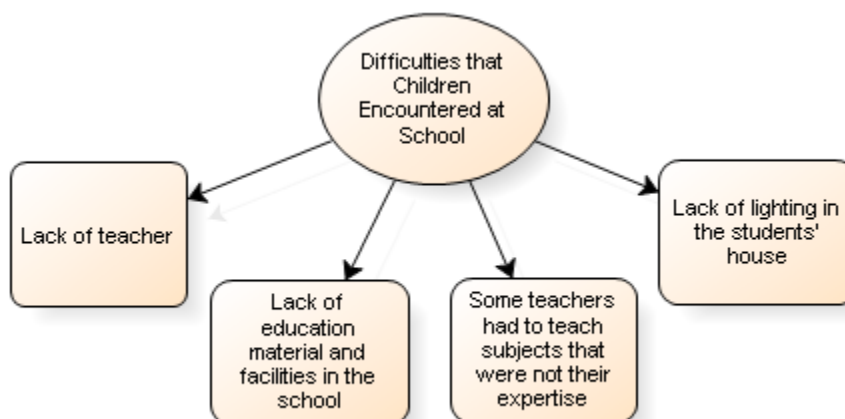 Difficulties that
Children
Encountered at
School
Lack of teacher
Lack of
education
material and
facilities in the
school
Some teachers
had to teach
subjects that
were not their
expertise
Lack of lighting in
the students'
house